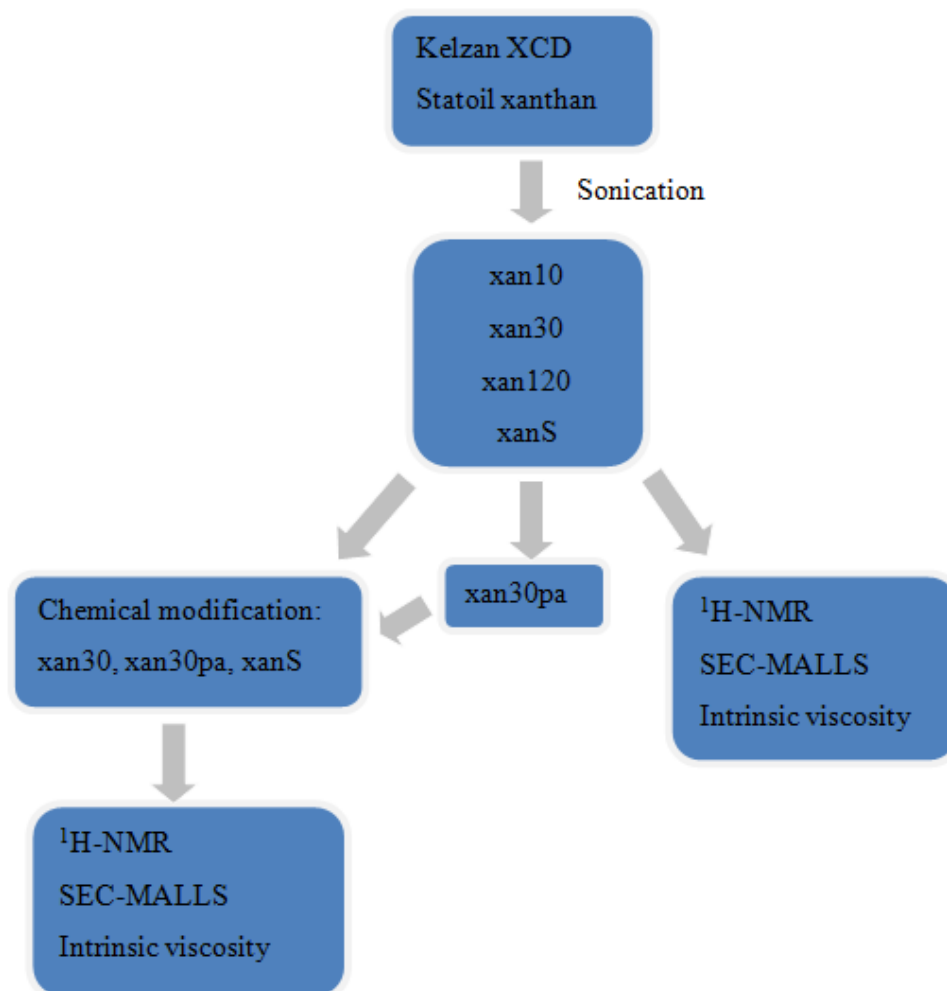 Kelzan XCD
Statoil xanthan
Sonication
xan10
xan30
xan120
xanS
xan30pa
Chemical modification:
xan30, xan30pa, xanS
¹H-NMR
SEC-MALLS
Intrinsic viscosity
¹H-NMR
SEC-MALLS
Intrinsic viscosity